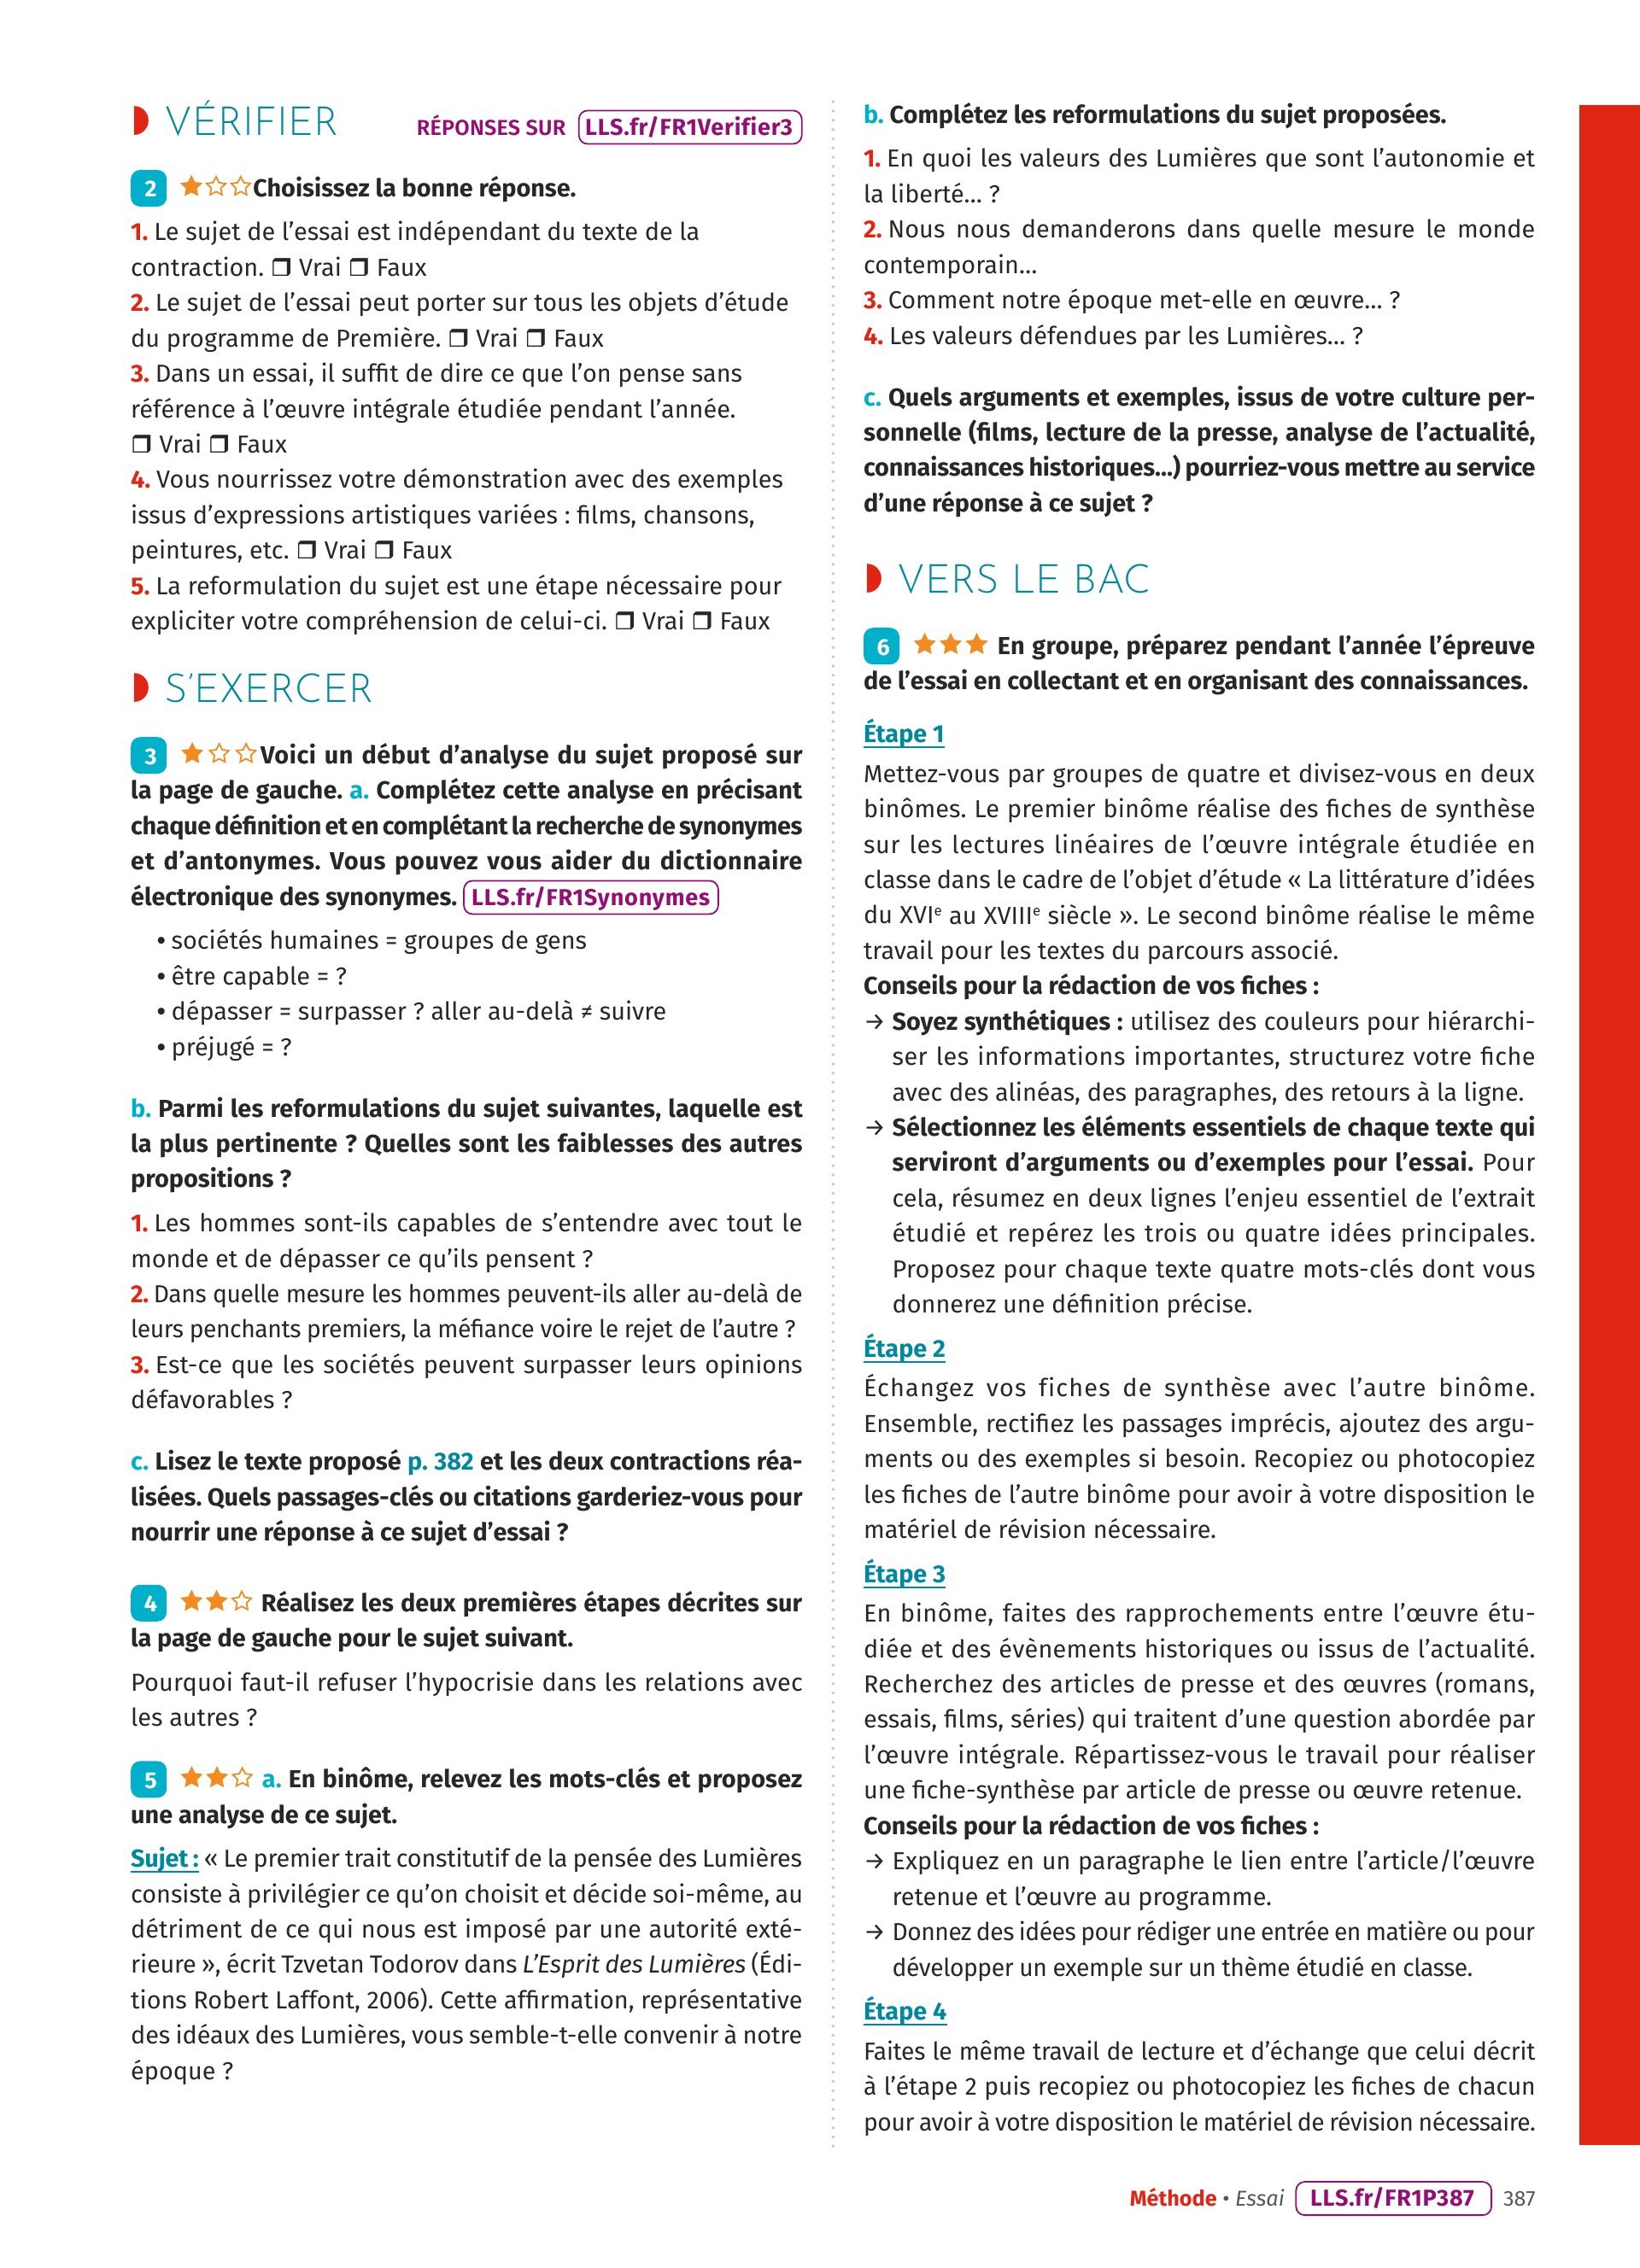 VÉRIFIER
RÉPONSES SUR LLS.fr/FR1Verifier3
2 ★☆☆Choisissez la bonne réponse.
1. Le sujet de l’essai est indépendant du texte de la
contraction. ❒ Vrai ❒ Faux
2. Le sujet de l’essai peut porter sur tous les objets d’étude
du programme de Première. ❒ Vrai ❒ Faux
3. Dans un essai, il suffit de dire ce que l’on pense sans
référence à l’œuvre intégrale étudiée pendant l’année.
❒ Vrai ❒ Faux
4. Vous nourrissez votre démonstration avec des exemples
issus d’expressions artistiques variées : films, chansons,
peintures, etc. ❒ Vrai ❒ Faux
5. La reformulation du sujet est une étape nécessaire pour
expliciter votre compréhension de celui-ci. ❒ Vrai ❒ Faux
S’EXERCER
3 ★☆☆Voici un début d’analyse du sujet proposé sur
la page de gauche. a. Complétez cette analyse en précisant
chaque définition et en complétant la recherche de synonymes
et d’antonymes. Vous pouvez vous aider du dictionnaire
électronique des synonymes. LLS.fr/FR1Synonymes
• sociétés humaines = groupes de gens
• être capable = ?
• dépasser = surpasser ? aller au-delà ≠ suivre
• préjugé = ?
b. Parmi les reformulations du sujet suivantes, laquelle est
la plus pertinente ? Quelles sont les faiblesses des autres
propositions ?
1. Les hommes sont-ils capables de s’entendre avec tout le
monde et de dépasser ce qu’ils pensent ?
2. Dans quelle mesure les hommes peuvent-ils aller au-delà de
leurs penchants premiers, la méfiance voire le rejet de l’autre ?
3. Est-ce que les sociétés peuvent surpasser leurs opinions
défavorables ?
c. Lisez le texte proposé p. 382 et les deux contractions réa-
lisées. Quels passages-clés ou citations garderiez-vous pour
nourrir une réponse à ce sujet d’essai ?
4 ★★☆ Réalisez les deux premières étapes décrites sur
la page de gauche pour le sujet suivant.
Pourquoi faut-il refuser l’hypocrisie dans les relations avec
les autres ?
5 ★★☆ a. En binôme, relevez les mots-clés et proposez
une analyse de ce sujet.
Sujet : « Le premier trait constitutif de la pensée des Lumières
consiste à privilégier ce qu’on choisit et décide soi-même, au
détriment de ce qui nous est imposé par une autorité exté-
rieure », écrit Tzvetan Todorov dans L’Esprit des Lumières (Édi-
tions Robert Laffont, 2006). Cette affirmation, représentative
des idéaux des Lumières, vous semble-t-elle convenir à notre
époque ?
b. Complétez les reformulations du sujet proposées.
1. En quoi les valeurs des Lumières que sont l’autonomie et
la liberté... ?
2. Nous nous demanderons dans quelle mesure le monde
contemporain...
3. Comment notre époque met-elle en œuvre... ?
4. Les valeurs défendues par les Lumières... ?
c. Quels arguments et exemples, issus de votre culture per-
sonnelle (films, lecture de la presse, analyse de l’actualité,
connaissances historiques...) pourriez-vous mettre au service
d’une réponse à ce sujet ?
VERS LE BAC
6 ★★★ En groupe, préparez pendant l’année l’épreuve
de l’essai en collectant et en organisant des connaissances.
Étape 1
Mettez-vous par groupes de quatre et divisez-vous en deux
binômes. Le premier binôme réalise des fiches de synthèse
sur les lectures linéaires de l’œuvre intégrale étudiée en
classe dans le cadre de l’objet d’étude « La littérature d’idées
du XVIe au XVIIIe siècle ». Le second binôme réalise le même
travail pour les textes du parcours associé.
Conseils pour la rédaction de vos fiches :
→ Soyez synthétiques : utilisez des couleurs pour hiérarchi-
ser les informations importantes, structurez votre fiche
avec des alinéas, des paragraphes, des retours à la ligne.
→ Sélectionnez les éléments essentiels de chaque texte qui
serviront d’arguments ou d’exemples pour l’essai. Pour
cela, résumez en deux lignes l’enjeu essentiel de l’extrait
étudié et repérez les trois ou quatre idées principales.
Proposez pour chaque texte quatre mots-clés dont vous
donnerez une définition précise.
Étape 2
Échangez vos fiches de synthèse avec l’autre binôme.
Ensemble, rectifiez les passages imprécis, ajoutez des argu-
ments ou des exemples si besoin. Recopiez ou photocopiez
les fiches de l’autre binôme pour avoir à votre disposition le
matériel de révision nécessaire.
Étape 3
En binôme, faites des rapprochements entre l’œuvre étu-
diée et des évènements historiques ou issus de l’actualité.
Recherchez des articles de presse et des œuvres (romans,
essais, films, séries) qui traitent d’une question abordée par
l’œuvre intégrale. Répartissez-vous le travail pour réaliser
une fiche-synthèse par article de presse ou œuvre retenue.
Conseils pour la rédaction de vos fiches :
→ Expliquez en un paragraphe le lien entre l’article/l’œuvre
retenue et l’œuvre au programme.
→ Donnez des idées pour rédiger une entrée en matière ou pour
développer un exemple sur un thème étudié en classe.
Étape 4
Faites le même travail de lecture et d’échange que celui décrit
à l’étape 2 puis recopiez ou photocopiez les fiches de chacun
pour avoir à votre disposition le matériel de révision nécessaire.
Méthode • Essai LLS.fr/FR1P387 387